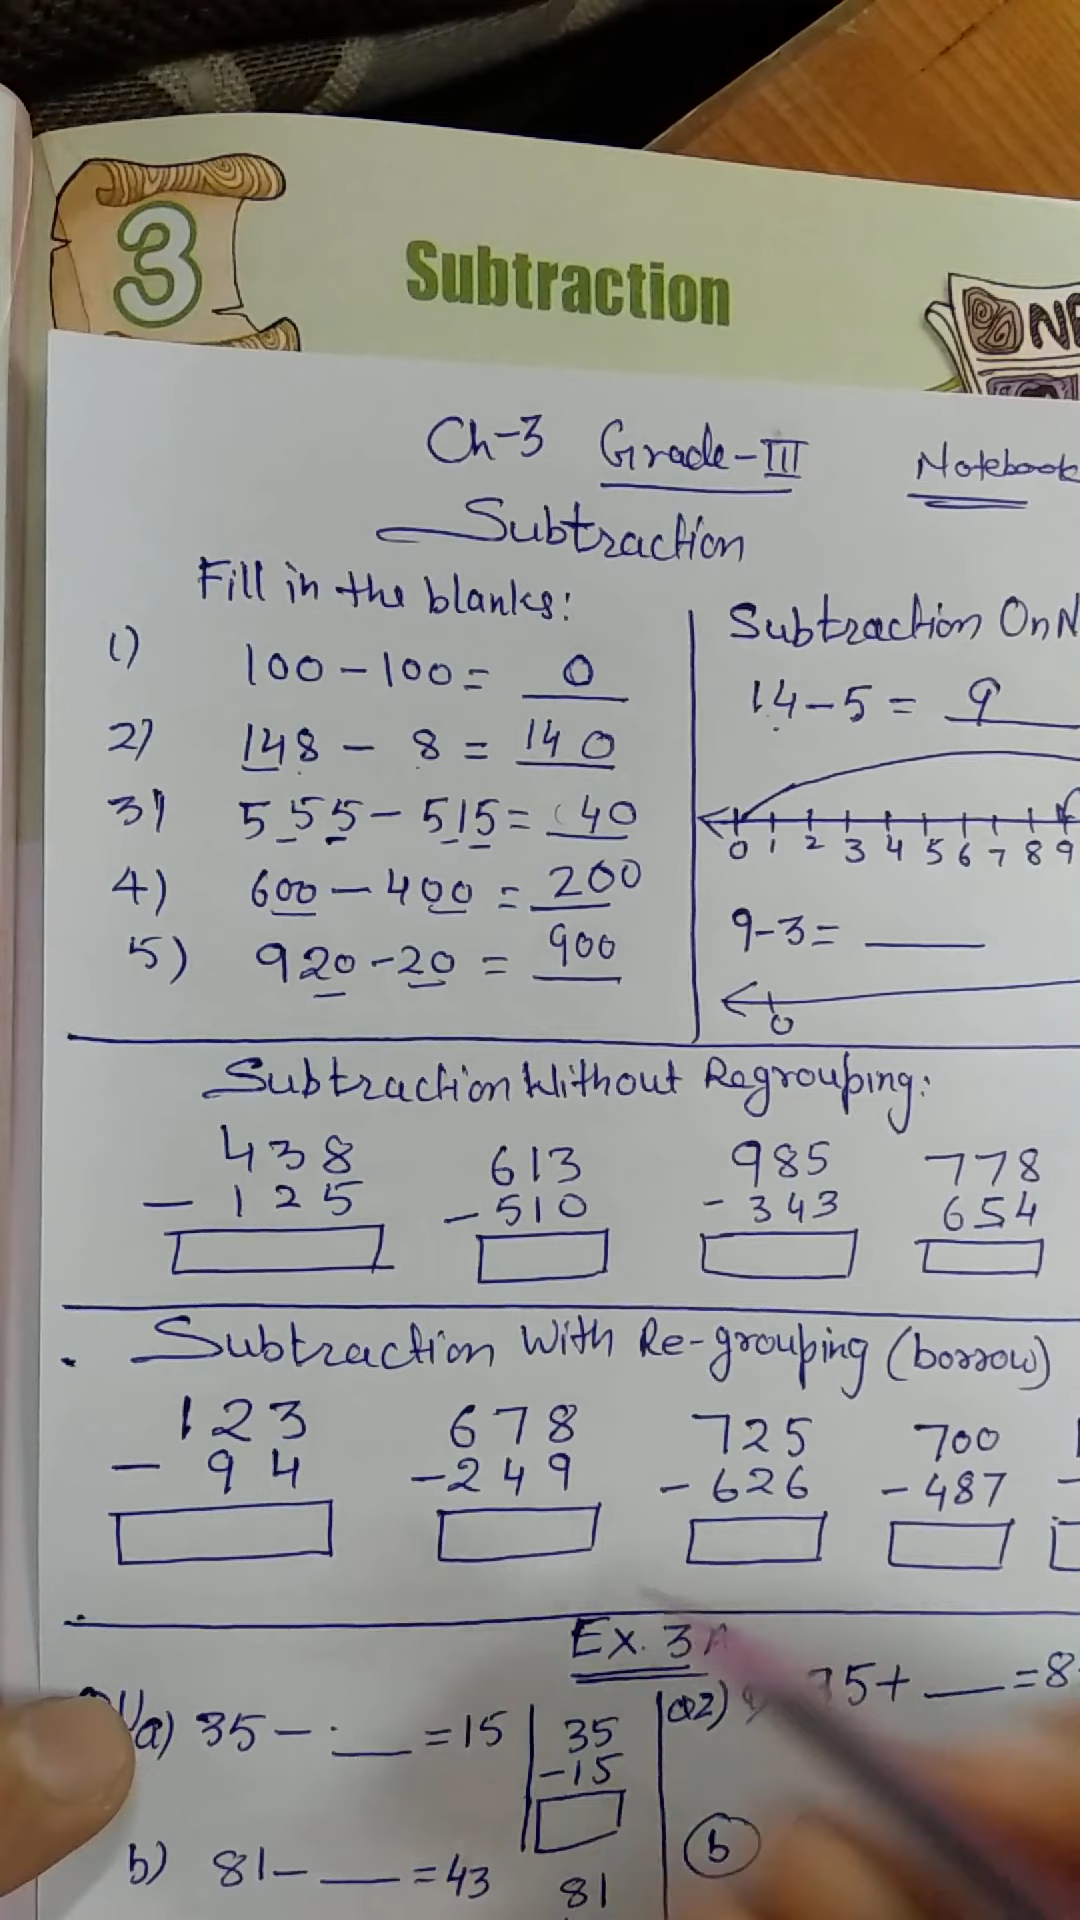 3
Subtraction
Ch-3 Grade-III Notebook
Subtraction
Fill in the blanks:
1) 100-100= 0
2) 148 - 8 = 140
3) 555-515= 40
4) 600-400 = 200
5) 920-20 = 900
Subtraction On N
14-5 = 9
0 1 2 3 4 5 6 7 8 9
9-3= ___
0
Subtraction Without Regrouping:
438 613 985 778
- 125 -510 -343 654
Subtraction With Re-grouping (borrow)
123 678 725 700
- 94 -249 -626 -487
Ex. 3A
a) 35 - ___ = 15
35
-15
b) 81- ___ = 43
81
Q2) 75+ ___ =8
b